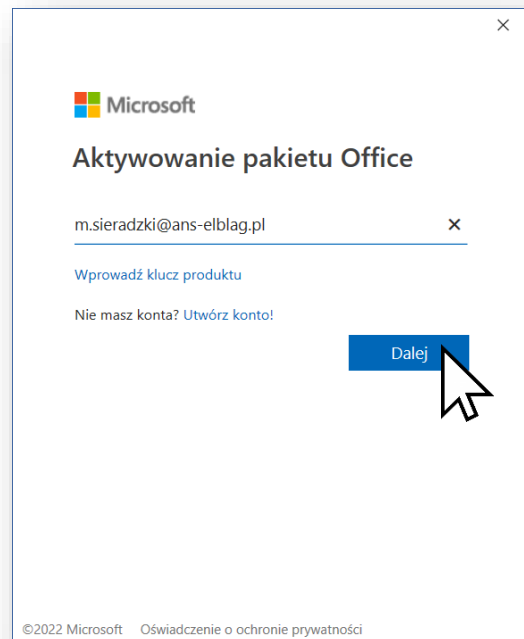 Microsoft
Aktywowanie pakietu Office
m.sieradzki@ans-elblag.pl
Wprowadź klucz produktu
Nie masz konta? Utwórz konto!
Dalej
©2022 Microsoft Oświadczenie o ochronie prywatności